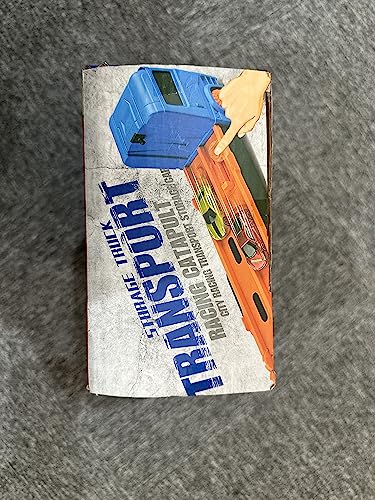 STORAGE TRUCK
TRANSPORT
RACING CATAPULT
CITY RACING TRANSPORT STORAGE CAR